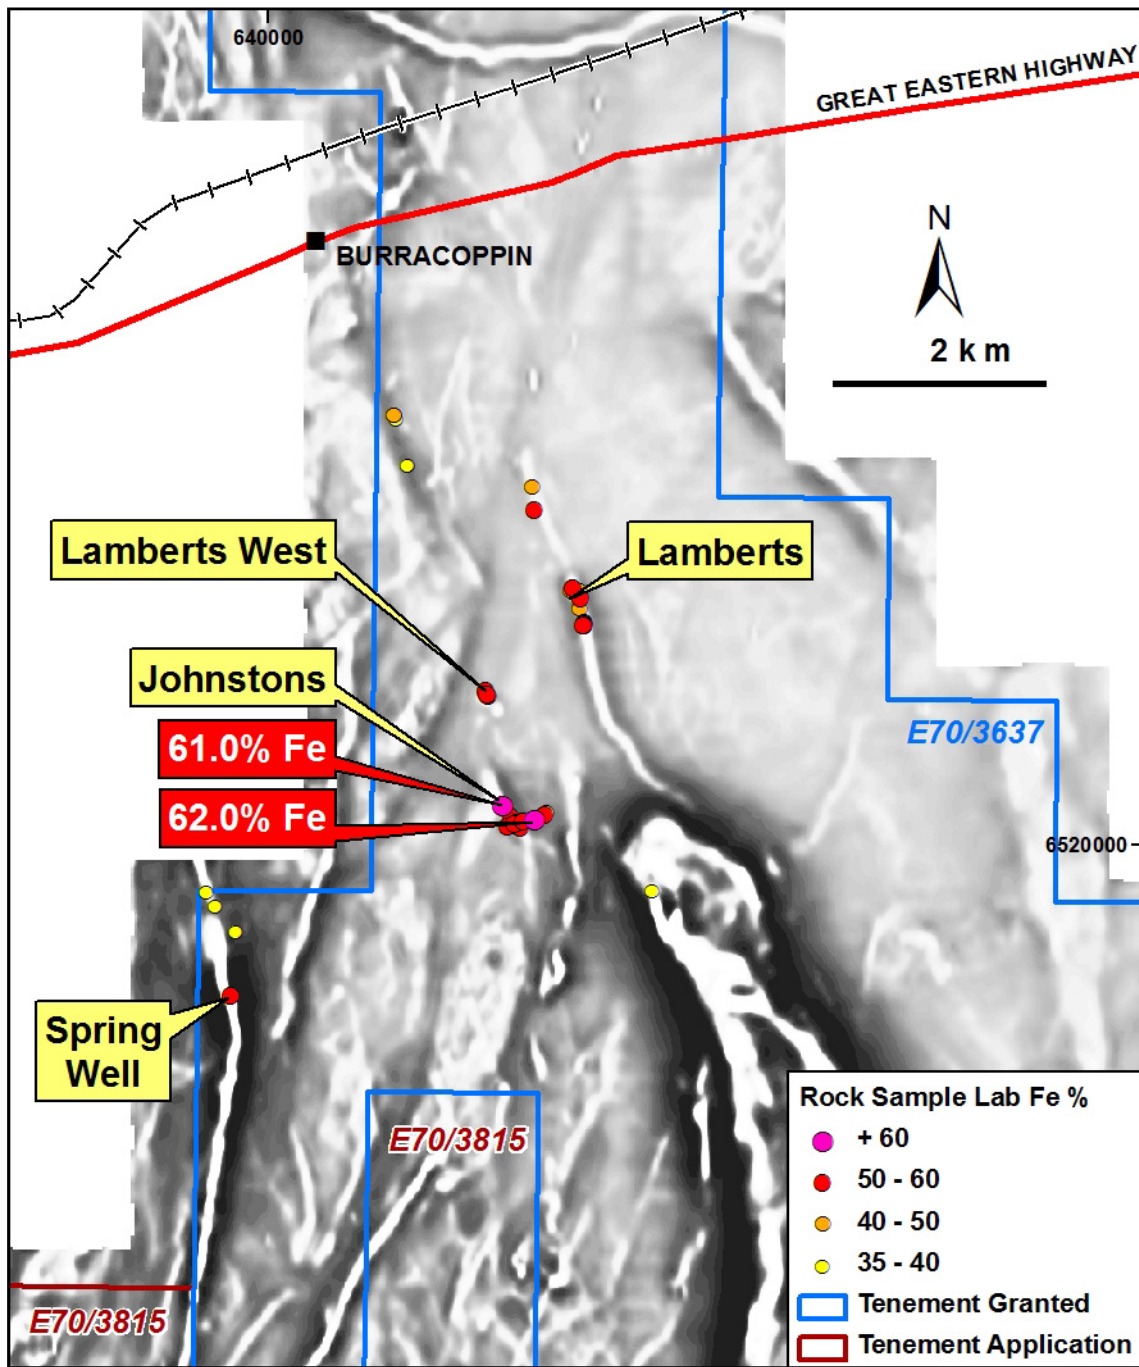 640000
GREAT EASTERN HIGHWAY
BURRACOPPIN
N
2 km
Lamberts West
Lamberts
Johnstons
61.0% Fe
62.0% Fe
E70/3637
6520000
Spring
Well
E70/3815
E70/3815
Rock Sample Lab Fe %
+ 60
50 - 60
40 - 50
35 - 40
Tenement Granted
Tenement Application